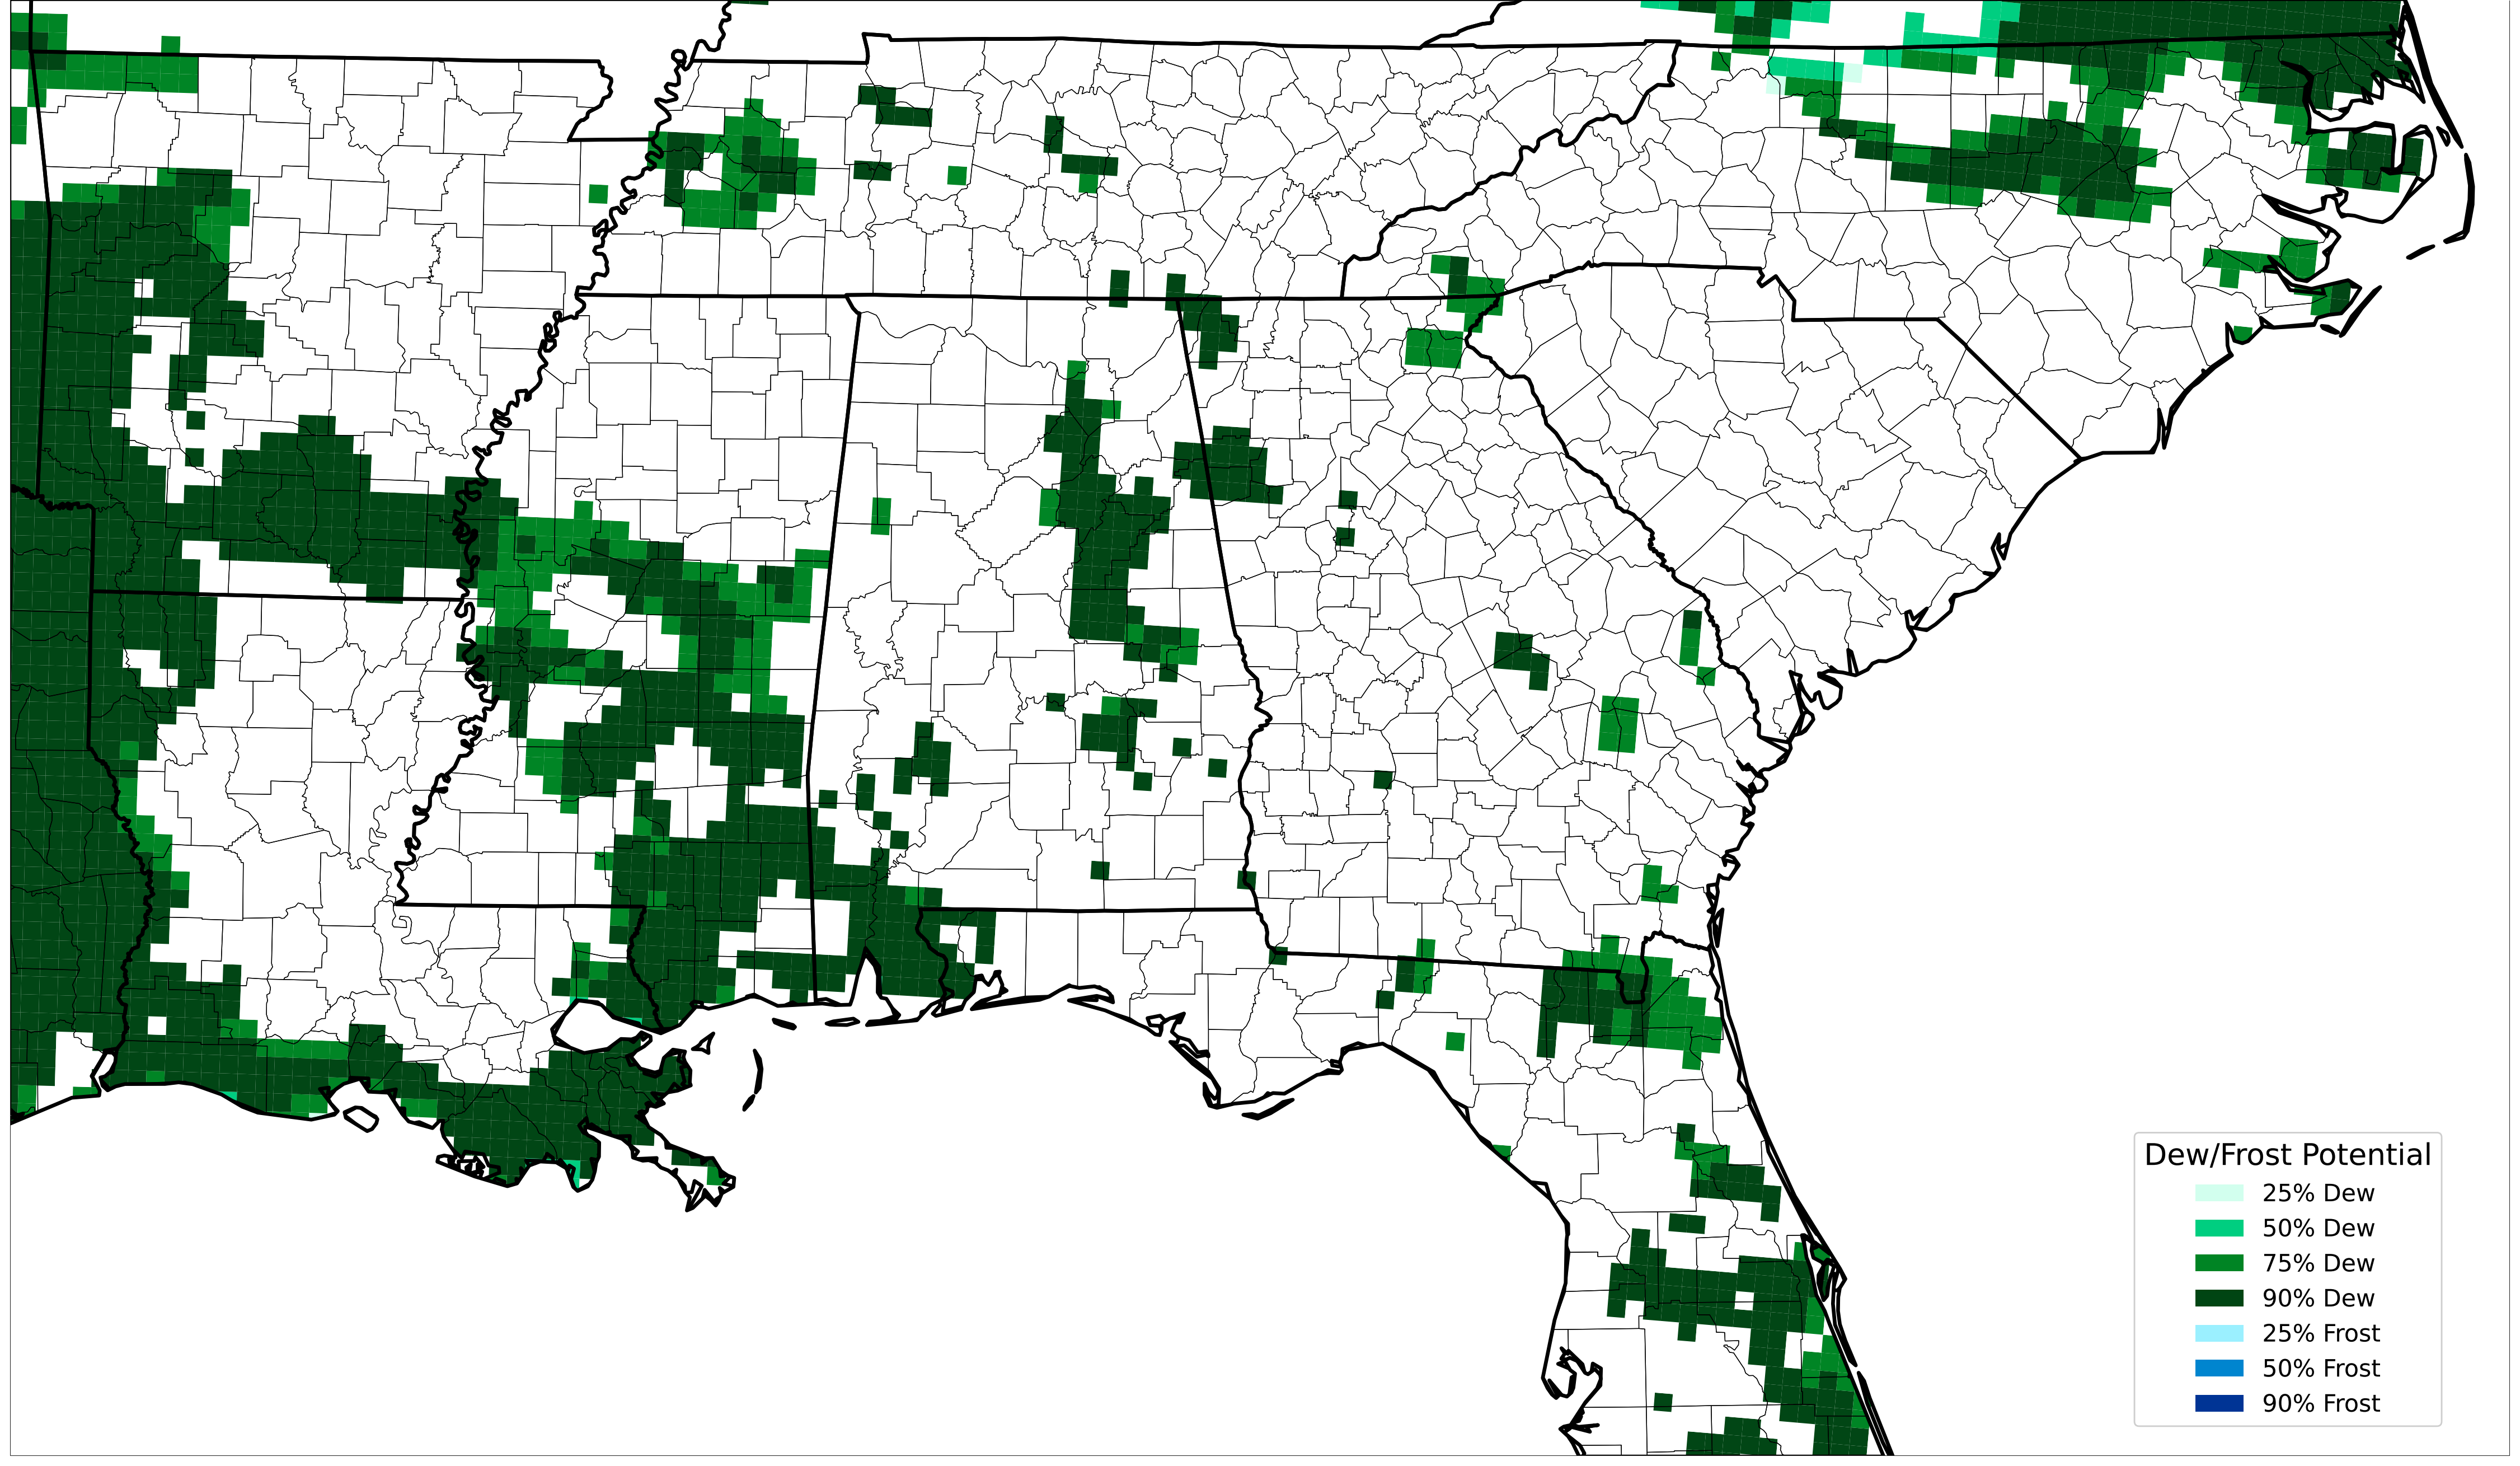 Dew/Frost Potential
25% Dew
50% Dew
75% Dew
90% Dew
25% Frost
50% Frost
90% Frost